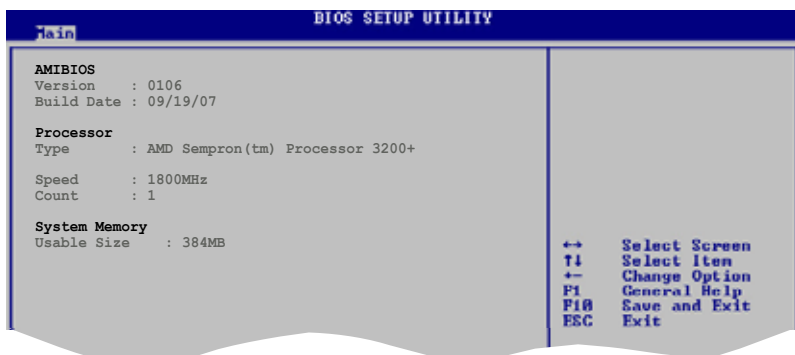 BIOS SETUP UTILITY
Main
AMIBIOS
Version : 0106
Build Date : 09/19/07
Processor
Type : AMD Sempron(tm) Processor 3200+
Speed : 1800MHz
Count : 1
System Memory
Usable Size : 384MB
↔ Select Screen
↑↓ Select Item
+- Change Option
F1 General Help
F10 Save and Exit
ESC Exit